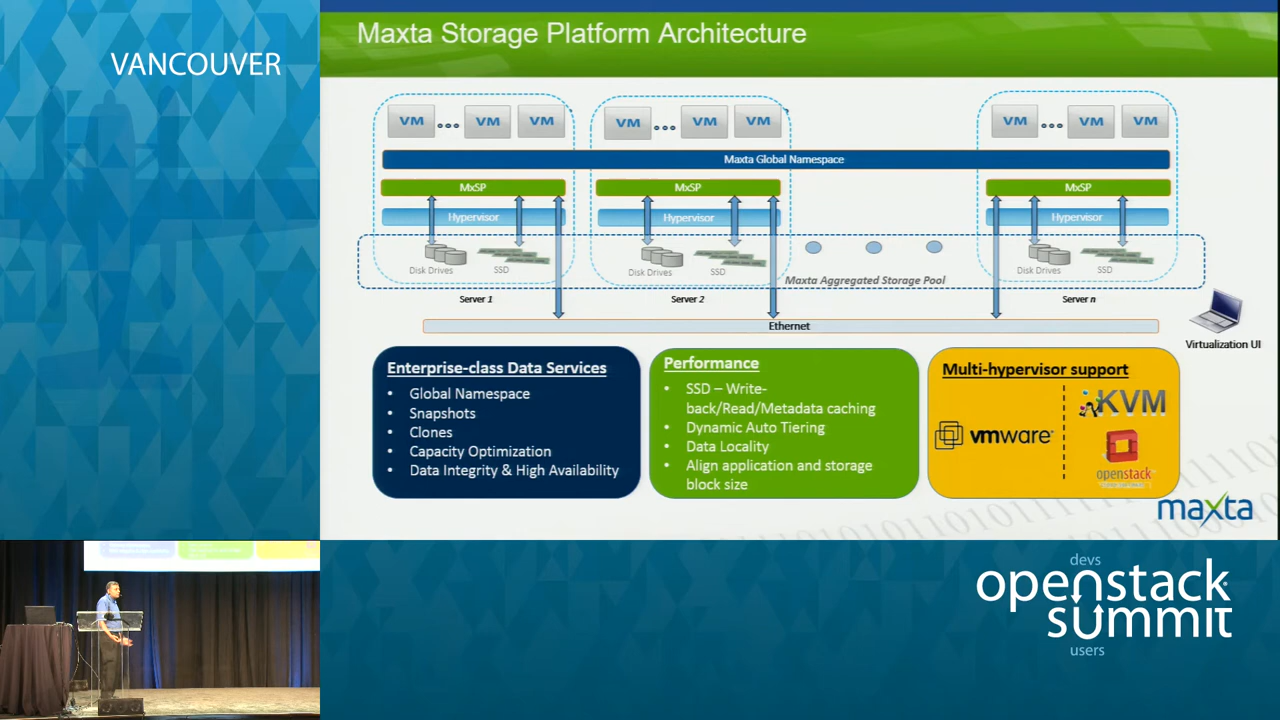 VANCOUVER
Maxta Storage Platform Architecture
VM VM VM
VM VM VM
VM VM VM
Maxta Global Namespace
MxSP
MxSP
MxSP
Hypervisor
Hypervisor
Hypervisor
Disk Drives
SSD
Disk Drives
SSD
Disk Drives
SSD
Maxta Aggregated Storage Pool
Server 1
Server 2
Server n
Ethernet
Virtualization UI
Enterprise-class Data Services
• Global Namespace
• Snapshots
• Clones
• Capacity Optimization
• Data Integrity & High Availability
Performance
• SSD – Write-
back/Read/Metadata caching
• Dynamic Auto Tiering
• Data Locality
• Align application and storage
block size
Multi-hypervisor support
vmware
KVM
openstack
maxta
devs
openstack
summit
users